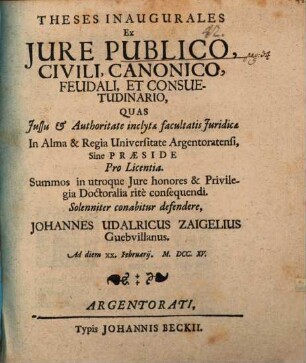 THESES INAUGURALES
Ex
JURE PUBLICO,
CIVILI, CANONICO,
FEUDALI, ET CONSUE-
TUDINARIO,
QUAS
Jussu & Authoritate inclytæ facultatis Juridicæ
In Alma & Regia Universitate Argentoratensi,
Sine PRÆSIDE
Pro Licentia.
Summos in utroque Jure honores & Privile-
gia Doctoralia ritè consequendi.
Solenniter conabitur defendere,
JOHANNES UDALRICUS ZAIGELIUS
Guebvillanus.
Ad diem XX. Februarij. M. DCC. XV.
ARGENTORATI,
Typis JOHANNIS BECKII.